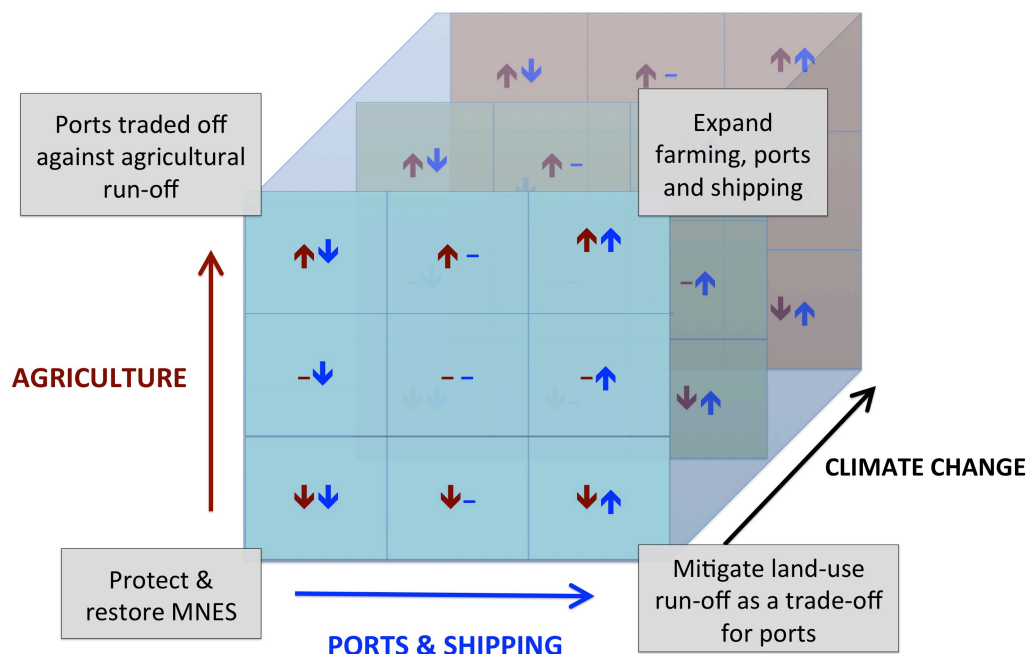 Ports traded off
against agricultural
run-off
Expand
farming, ports
and shipping
AGRICULTURE
CLIMATE CHANGE
Protect &
restore MNES
Mitigate land-use
run-off as a trade-off
for ports
PORTS & SHIPPING